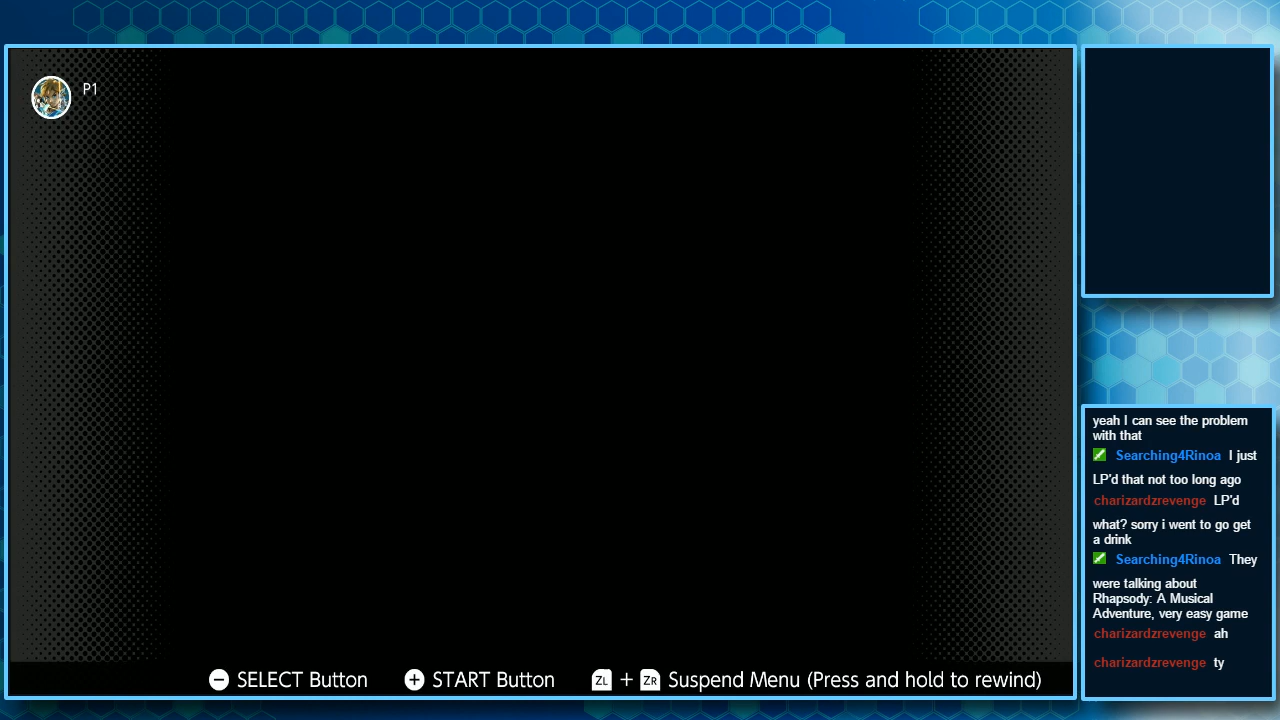 P1
− SELECT Button + START Button ZL + ZR Suspend Menu (Press and hold to rewind)
yeah I can see the problem
with that
Searching4Rinoa I just
LP'd that not too long ago
charizardzrevenge LP'd
what? sorry i went to go get
a drink
Searching4Rinoa They
were talking about
Rhapsody: A Musical
Adventure, very easy game
charizardzrevenge ah
charizardzrevenge ty